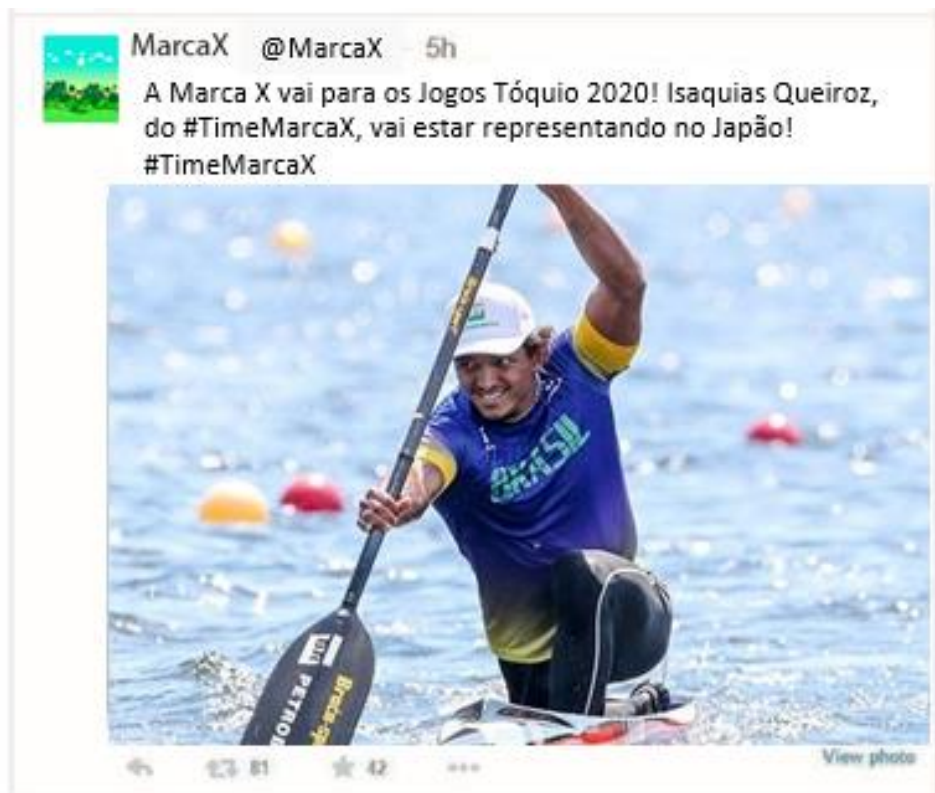 MarcaX @MarcaX 5h
A Marca X vai para os Jogos Tóquio 2020! Isaquias Queiroz,
do #TimeMarcaX, vai estar representando no Japão!
#TimeMarcaX
BRASIL
PETROB
81 42
View photo